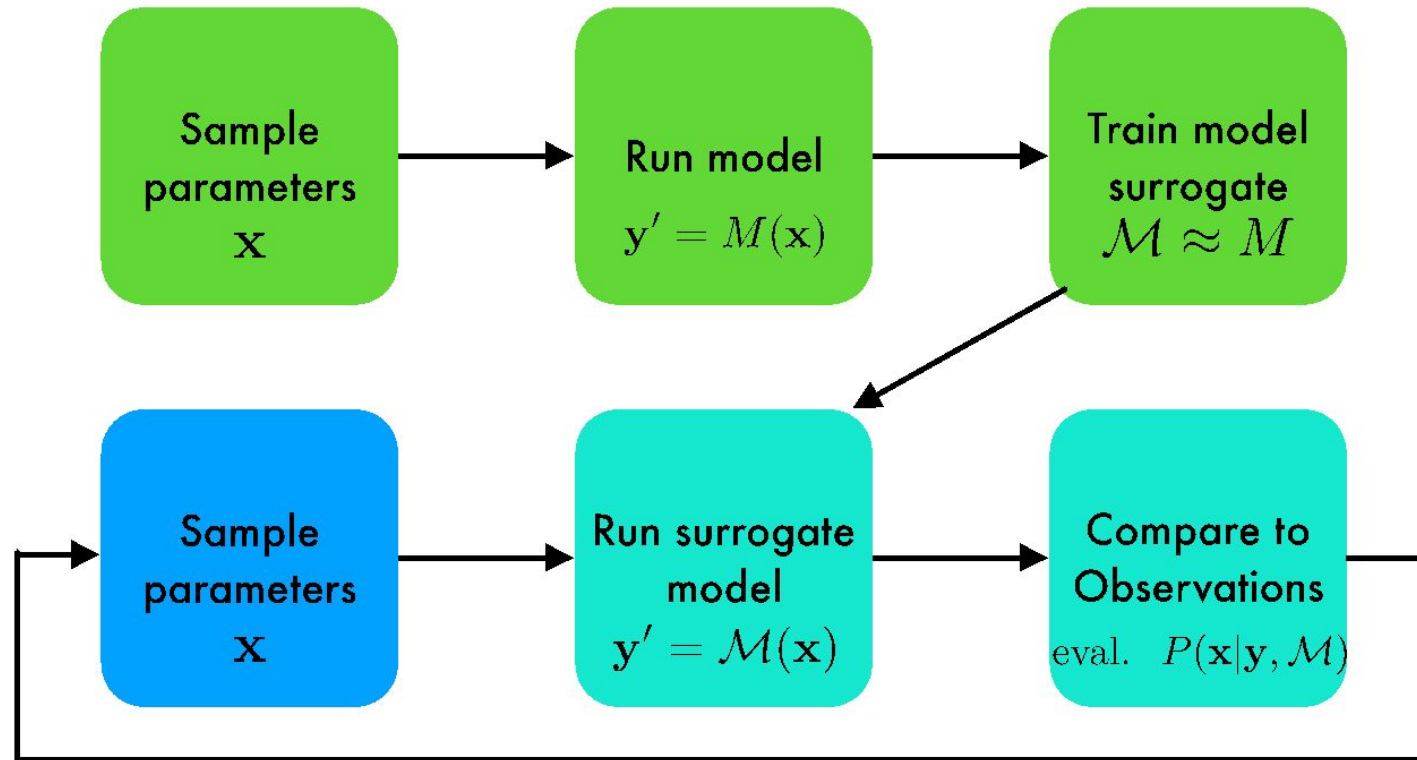 Sample
parameters
𝐱
Run model
𝐲′ = M(𝐱)
Train model
surrogate
ℳ ≈ M
Sample
parameters
𝐱
Run surrogate
model
𝐲′ = ℳ(𝐱)
Compare to
Observations
eval. P(𝐱|𝐲, ℳ)